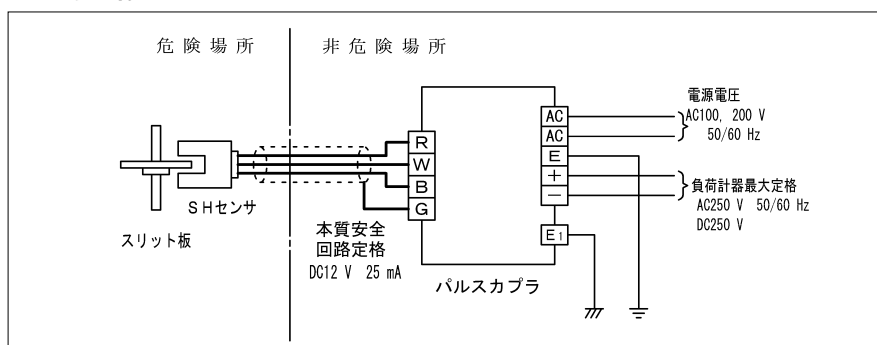 危険場所
非危険場所
SHセンサ
スリット板
本質安全
回路定格
DC12 V 25 mA
R
W
B
G
パルスカプラ
AC
AC
E
+
−
E1
電源電圧
AC100, 200 V
50/60 Hz
負荷計器最大定格
AC250 V 50/60 Hz
DC250 V